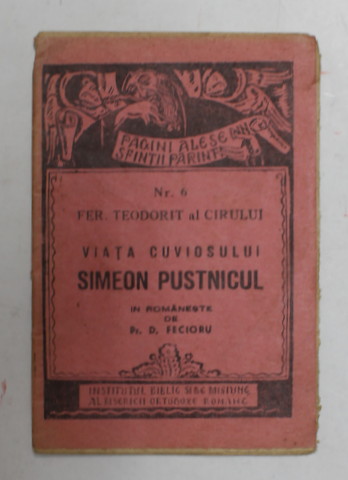 PAGINI ALESE DIN
SFINȚII PĂRINȚI
Nr. 6
FER. TEODORIT al CIRULUI
VIAȚA CUVIOSULUI
SIMEON PUSTNICUL
IN ROMÂNEȘTE
DE
Pr. D. FECIORU
INSTITUTUL BIBLIC ȘI DE MISIUNE
AL BISERICII ORTODOXE ROMÂNE